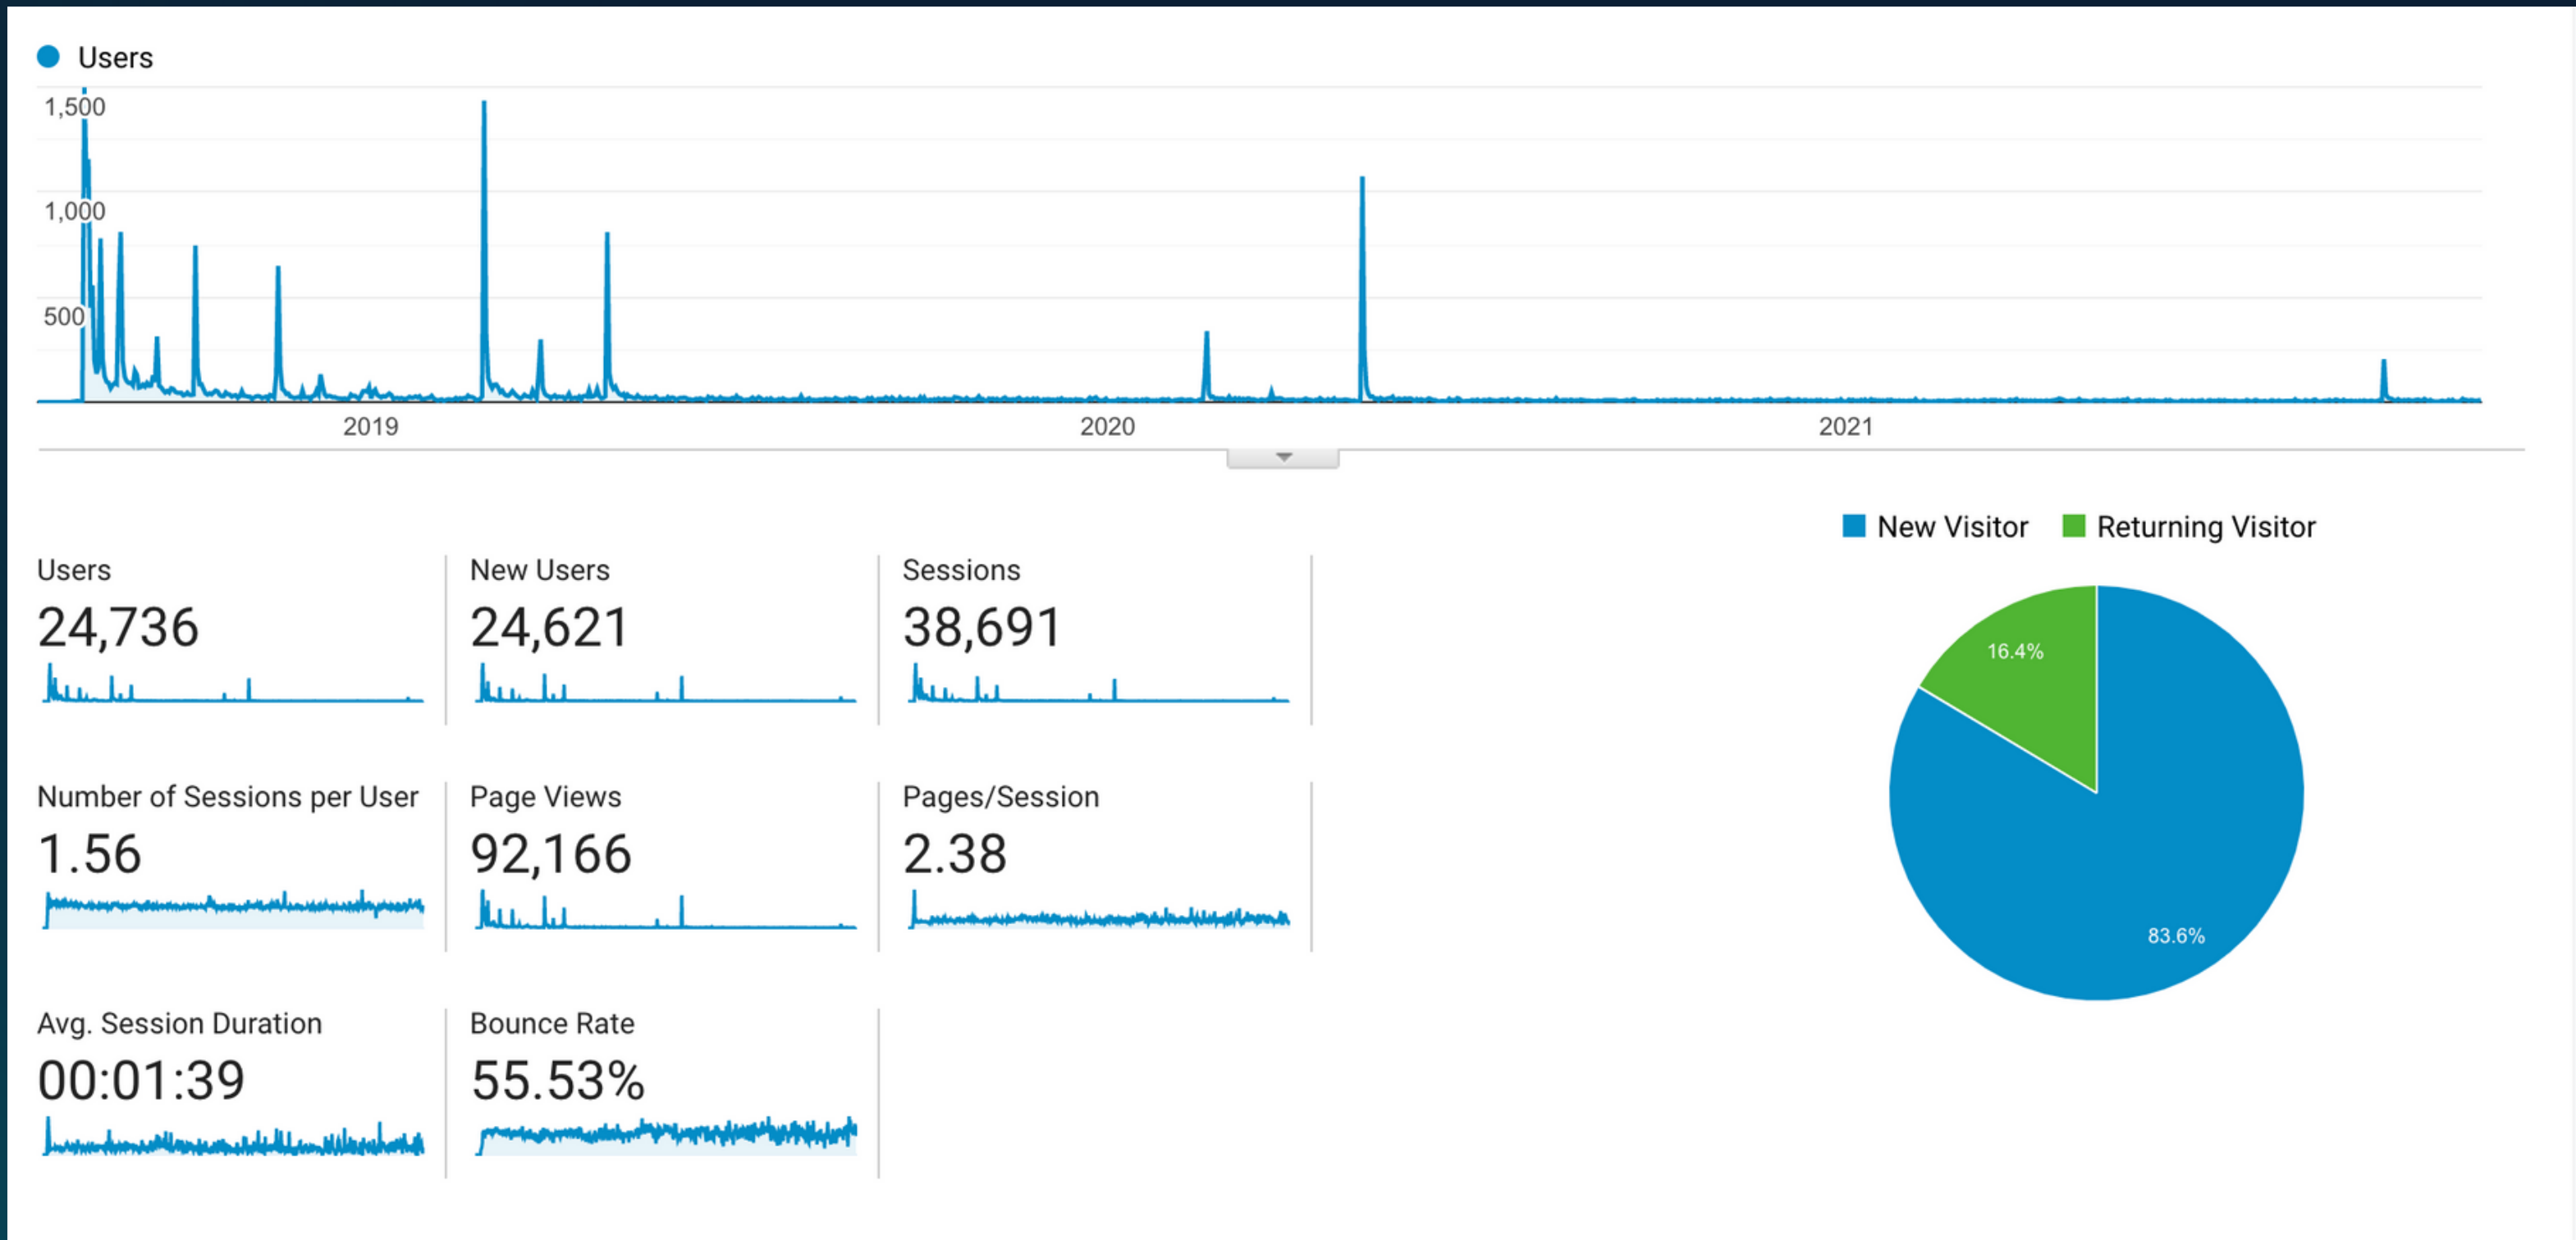 Users
1,500
1,000
500
2019 2020 2021
New Visitor Returning Visitor
16.4%
83.6%
Users New Users Sessions
24,736 24,621 38,691
Number of Sessions per User Page Views Pages/Session
1.56 92,166 2.38
Avg. Session Duration Bounce Rate
00:01:39 55.53%